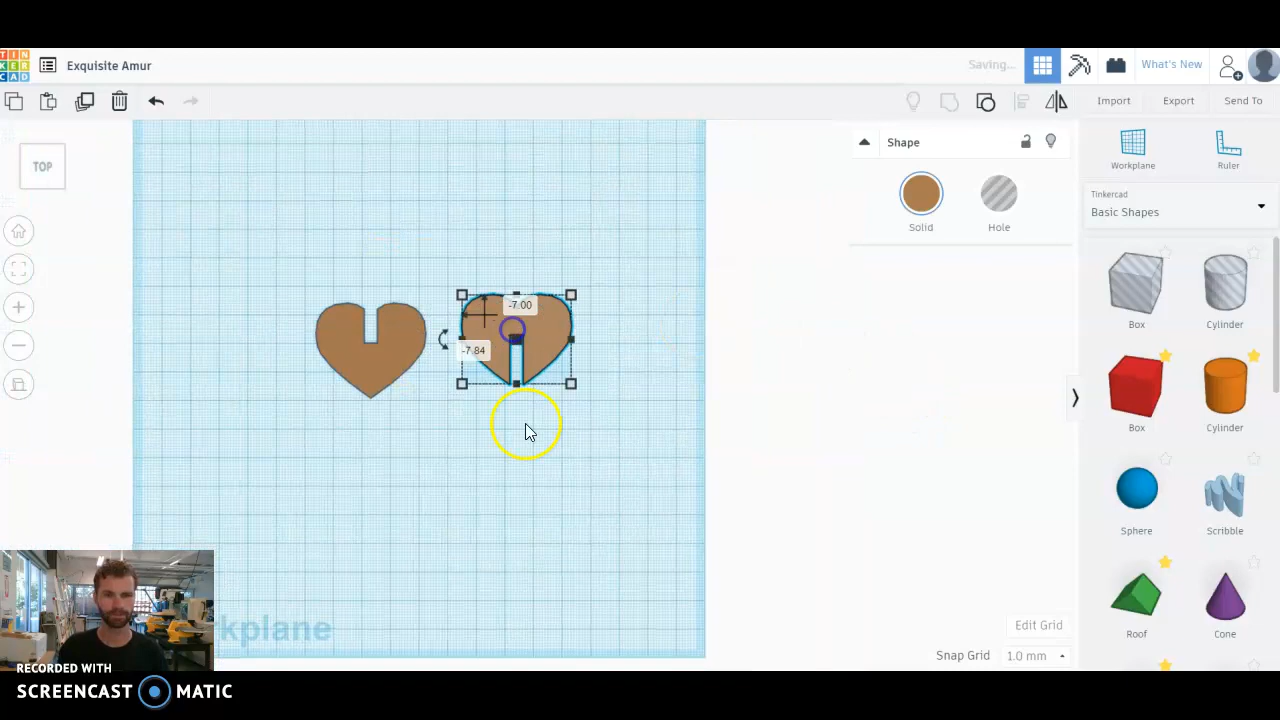 TIN
KER
CAD
Exquisite Amur
Saving...
What's New
Import
Export
Send To
TOP
Shape
Solid
Hole
Workplane
Ruler
Tinkercad
Basic Shapes
-7.00
-7.84
Box
Cylinder
Box
Cylinder
Sphere
Scribble
Roof
Cone
kplane
Edit Grid
Snap Grid
1.0 mm
RECORDED WITH
SCREENCAST MATIC